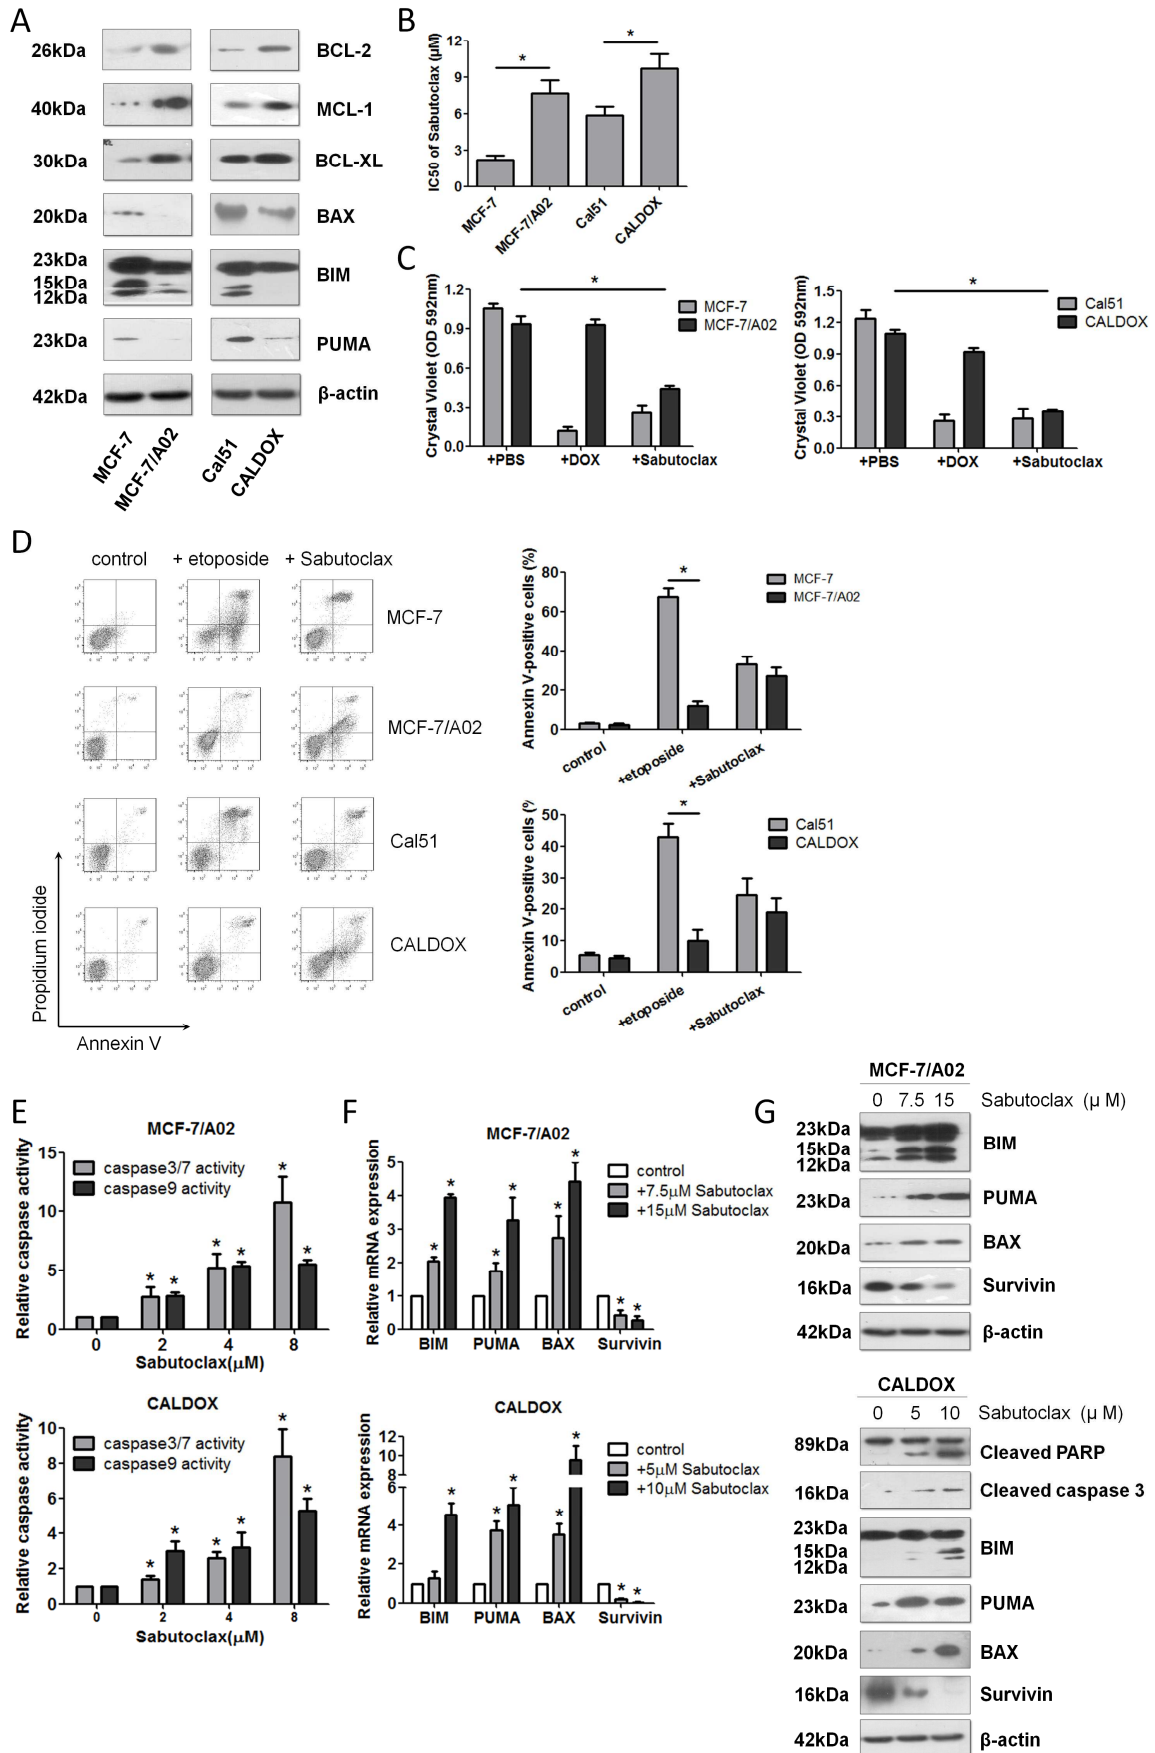 A
26kDa
BCL-2
40kDa
MCL-1
30kDa
BCL-XL
20kDa
BAX
23kDa
15kDa
12kDa
BIM
23kDa
PUMA
42kDa
β-actin
MCF-7
MCF-7/A02
Cal51
CALDOX
B
IC50 of Sabutoclax (μM)
12
9
6
3
0
*
*
MCF-7
MCF-7/A02
Cal51
CALDOX
C
Crystal Violet (OD 592nm)
1.2
0.9
0.6
0.3
0.0
*
MCF-7
MCF-7/A02
+PBS
+DOX
+Sabutoclax
Crystal Violet (OD 592nm)
1.5
1.2
0.9
0.6
0.3
0.0
*
Cal51
CALDOX
+PBS
+DOX
+Sabutoclax
D
control
+ etoposide
+ Sabutoclax
MCF-7
MCF-7/A02
Cal51
CALDOX
Propidium iodide
Annexin V
Annexin V-positive cells (%)
80
60
40
20
0
*
MCF-7
MCF-7/A02
control
+etoposide
+Sabutoclax
Annexin V-positive cells (%
50
40
30
20
10
0
*
Cal51
CALDOX
control
+etoposide
+Sabutoclax
E
MCF-7/A02
Relative caspase activity
15
10
5
0
caspase3/7 activity
caspase9 activity
* * * * * *
0 2 4 8
Sabutoclax(μM)
CALDOX
Relative caspase activity
10
8
6
4
2
0
caspase3/7 activity
caspase9 activity
* * * * * *
0 2 4 8
Sabutoclax(μM)
F
MCF-7/A02
Relative mRNA expression
5
4
3
2
1
0
control
+7.5μM Sabutoclax
+15μM Sabutoclax
* * * * * * * *
BIM PUMA BAX Survivin
CALDOX
Relative mRNA expression
12
10
8
6
4
2
0
control
+5μM Sabutoclax
+10μM Sabutoclax
* * * * * * *
BIM PUMA BAX Survivin
G
MCF-7/A02
0 7.5 15 Sabutoclax (μ M)
23kDa
15kDa
12kDa
BIM
23kDa
PUMA
20kDa
BAX
16kDa
Survivin
42kDa
β-actin
CALDOX
0 5 10 Sabutoclax (μ M)
89kDa
Cleaved PARP
16kDa
Cleaved caspase 3
23kDa
15kDa
12kDa
BIM
23kDa
PUMA
20kDa
BAX
16kDa
Survivin
42kDa
β-actin